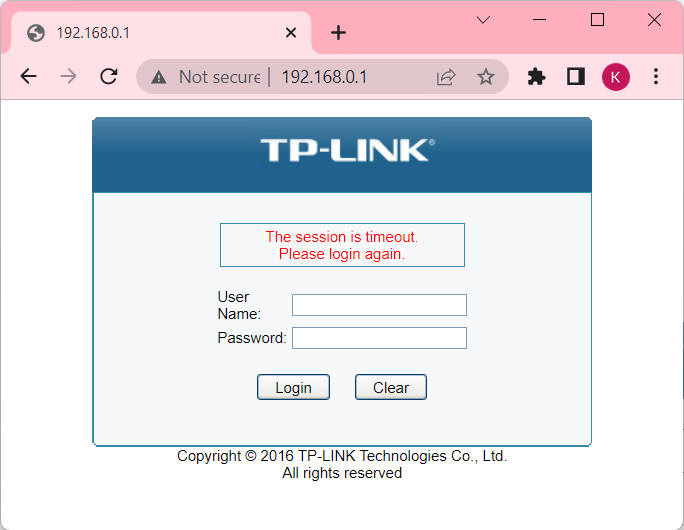 192.168.0.1
Not secure 192.168.0.1
K
TP-LINK®
The session is timeout.
Please login again.
User
Name:
Password:
Login Clear
Copyright © 2016 TP-LINK Technologies Co., Ltd.
All rights reserved